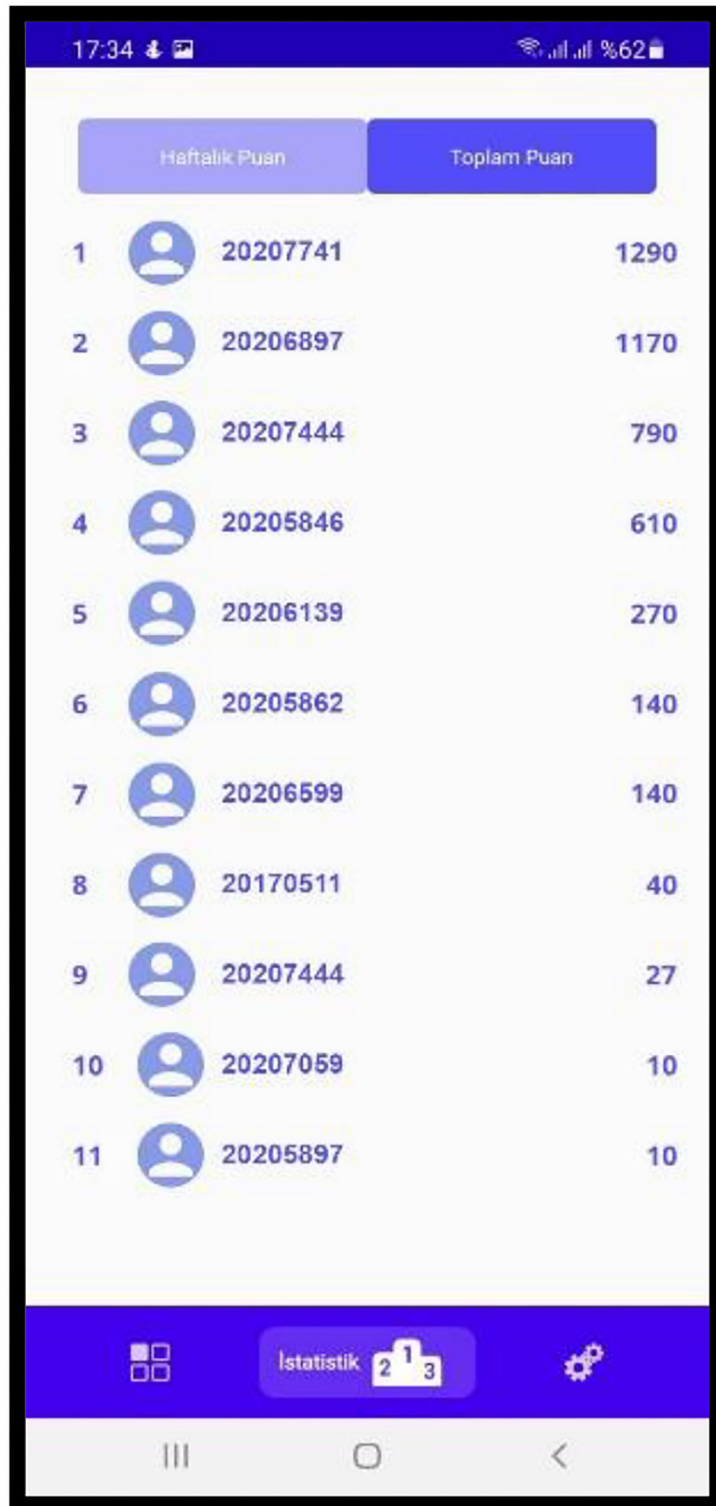 17:34 %62
Haftalık Puan Toplam Puan
1 20207741 1290
2 20206897 1170
3 20207444 790
4 20205846 610
5 20206139 270
6 20205862 140
7 20206599 140
8 20170511 40
9 20207444 27
10 20207059 10
11 20205897 10
İstatistik 2 1 3